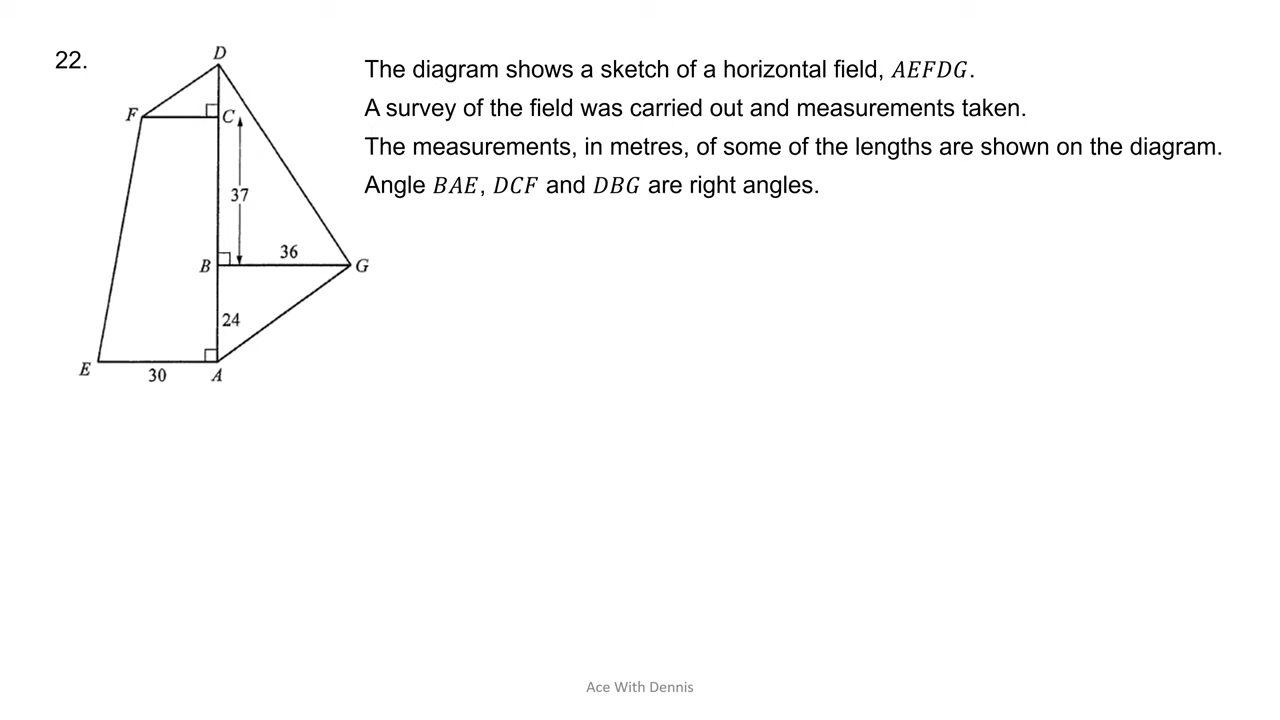 22.
The diagram shows a sketch of a horizontal field, AEFDG.
A survey of the field was carried out and measurements taken.
The measurements, in metres, of some of the lengths are shown on the diagram.
Angle BAE, DCF and DBG are right angles.
D
F
C
37
36
B
G
24
E
30
A
Ace With Dennis